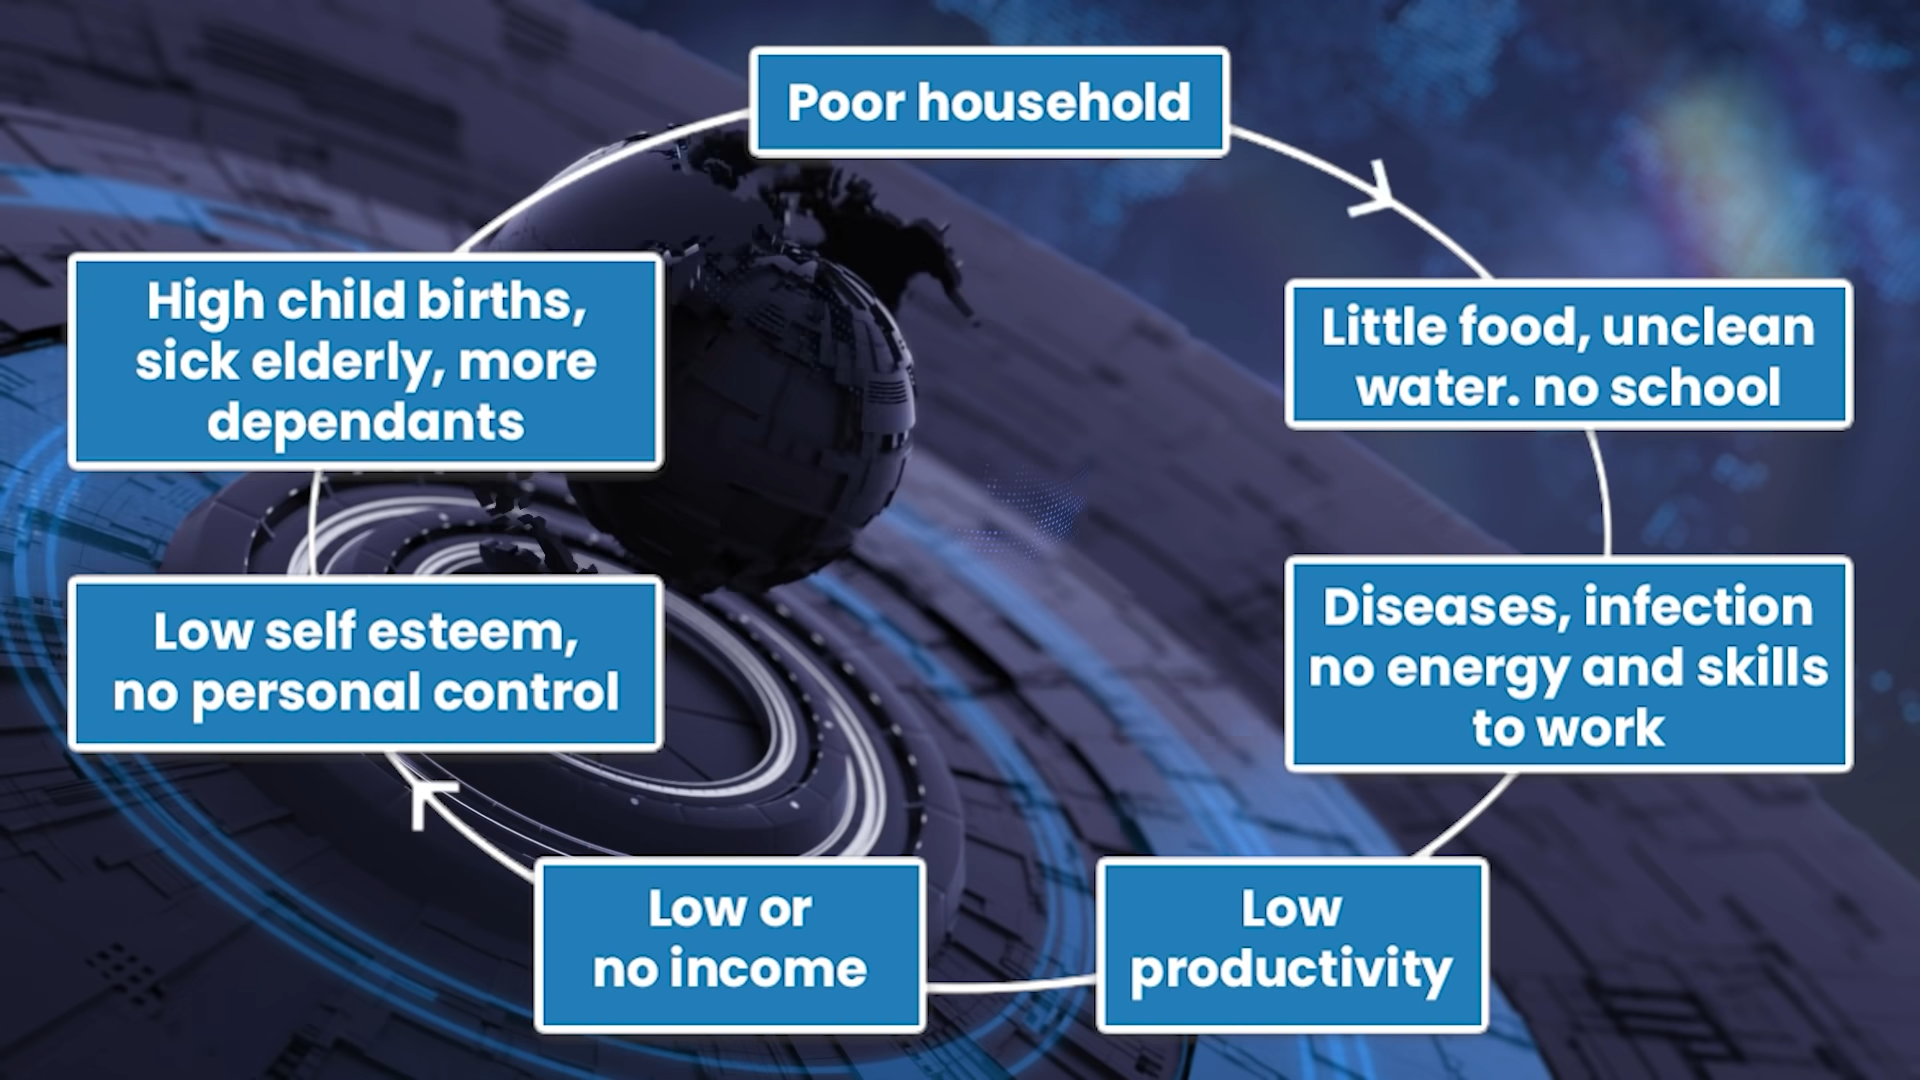 Poor household
Little food, unclean
water. no school
Diseases, infection
no energy and skills
to work
Low
productivity
Low or
no income
Low self esteem,
no personal control
High child births,
sick elderly, more
dependants